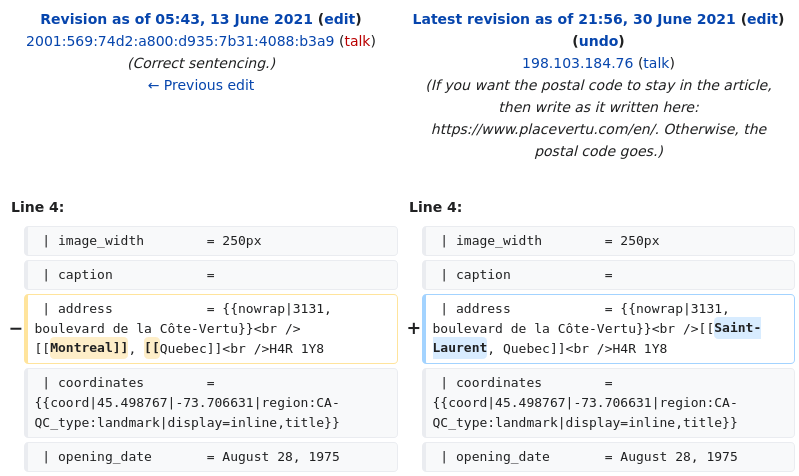 Revision as of 05:43, 13 June 2021 (edit)
2001:569:74d2:a800:d935:7b31:4088:b3a9 (talk)
(Correct sentencing.)
← Previous edit
Latest revision as of 21:56, 30 June 2021 (edit)
(undo)
198.103.184.76 (talk)
(If you want the postal code to stay in the article,
then write as it written here:
https://www.placevertu.com/en/. Otherwise, the
postal code goes.)
Line 4:
| image_width        = 250px
| caption            =
− | address            = {{nowrap|3131,
boulevard de la Côte-Vertu}}<br />
[[Montreal]], [[Quebec]]<br />H4R 1Y8
| coordinates        =
{{coord|45.498767|-73.706631|region:CA-
QC_type:landmark|display=inline,title}}
| opening_date       = August 28, 1975
Line 4:
| image_width        = 250px
| caption            =
+ | address            = {{nowrap|3131,
boulevard de la Côte-Vertu}}<br />[[Saint-
Laurent, Quebec]]<br />H4R 1Y8
| coordinates        =
{{coord|45.498767|-73.706631|region:CA-
QC_type:landmark|display=inline,title}}
| opening_date       = August 28, 1975